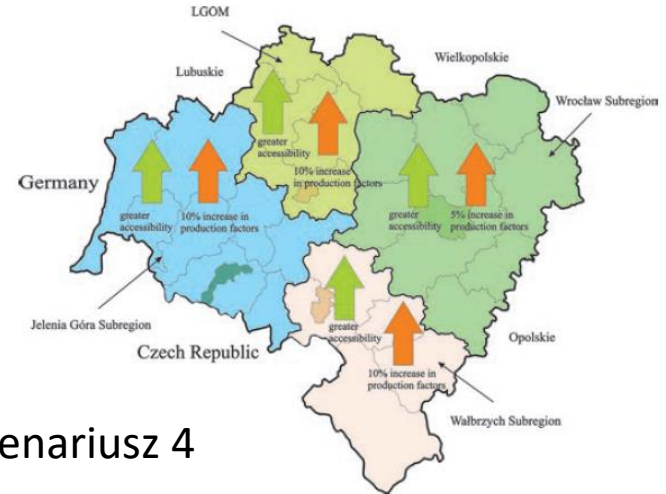 LGOM
Lubuskie
Wielkopolskie
Wrocław Subregion
greater
accessibility
10% increase
in production factors
Germany
greater
accessibility
10% increase in
production factors
greater
accessibility
5% increase in
production factors
Jelenia Góra Subregion
Czech Republic
greater
accessibility
Opolskie
10% increase in
production factors
Wałbrzych Subregion
enariusz 4